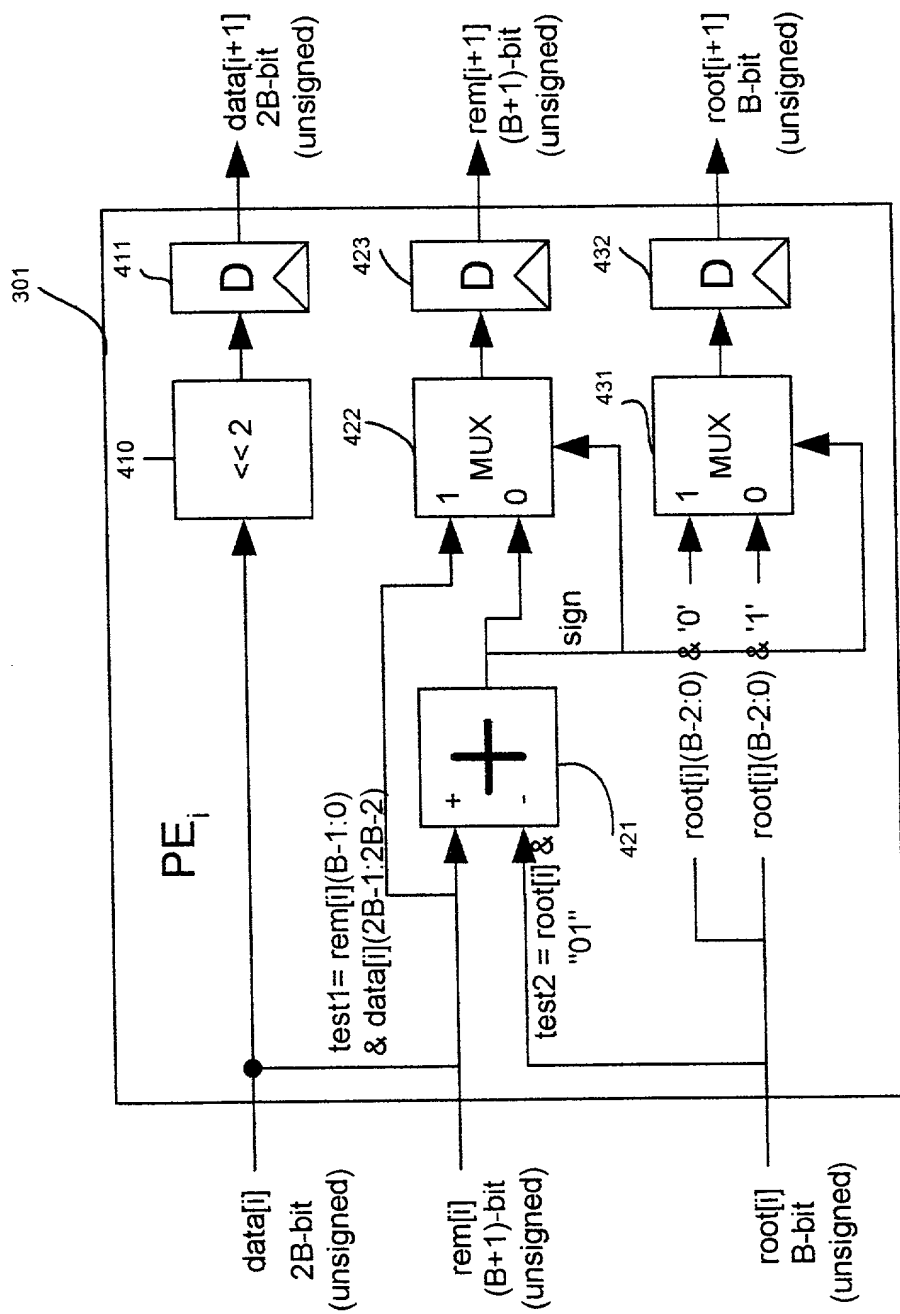 301
PEᵢ
data[i]
2B-bit
(unsigned)
410
<< 2
411
D
data[i+1]
2B-bit
(unsigned)
rem[i]
(B+1)-bit
(unsigned)
test1= rem[i](B-1:0)
& data[i](2B-1:2B-2)
test2 = root[i] &
"01"
+
-
421
sign
422
1
MUX
0
423
D
rem[i+1]
(B+1)-bit
(unsigned)
root[i]
B-bit
(unsigned)
root[i](B-2:0) & '0'
root[i](B-2:0) & '1'
431
1
MUX
0
432
D
root[i+1]
B-bit
(unsigned)